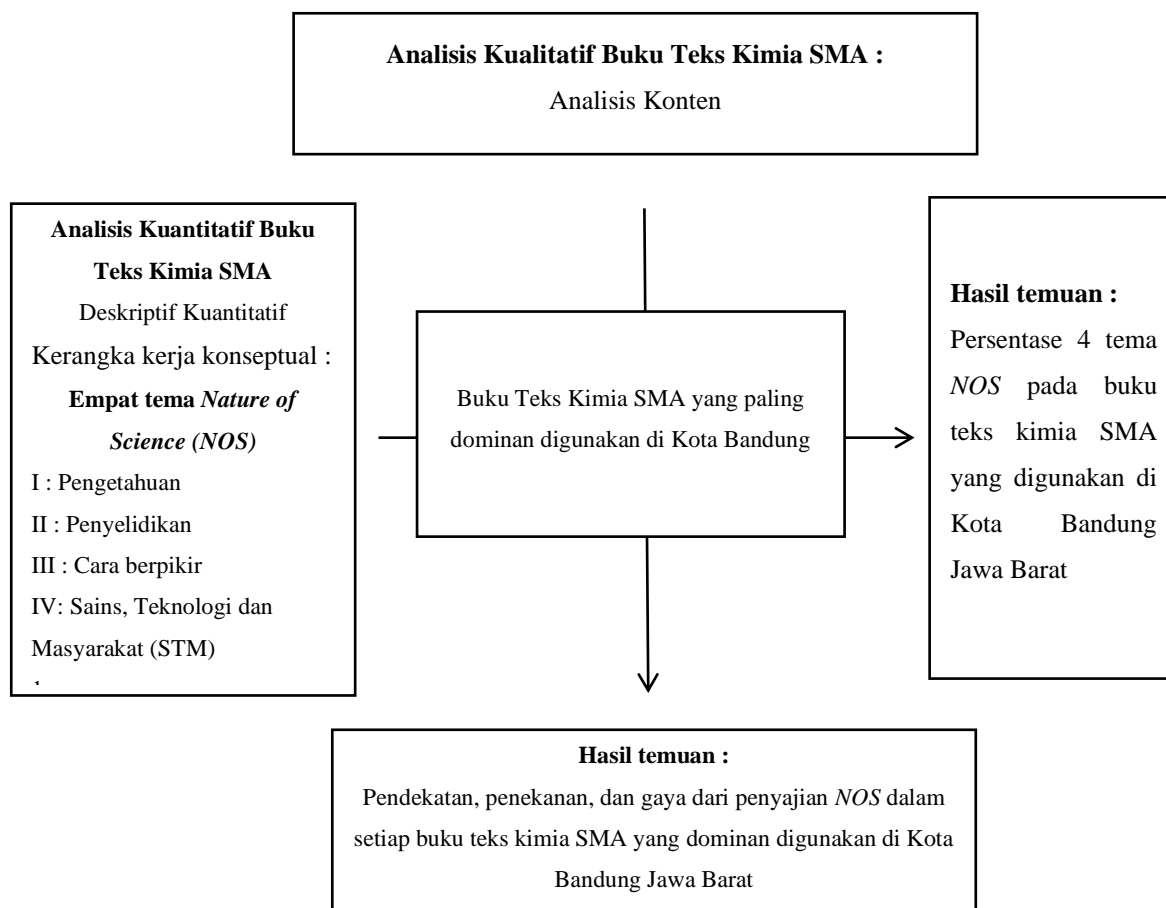 Analisis Kualitatif Buku Teks Kimia SMA :
Analisis Konten
Analisis Kuantitatif Buku
Teks Kimia SMA
Deskriptif Kuantitatif
Kerangka kerja konseptual :
Empat tema Nature of
Science (NOS)
I : Pengetahuan
II : Penyelidikan
III : Cara berpikir
IV: Sains, Teknologi dan
Masyarakat (STM)
Buku Teks Kimia SMA yang paling
dominan digunakan di Kota Bandung
Hasil temuan :
Persentase 4 tema
NOS pada buku
teks kimia SMA
yang digunakan di
Kota Bandung
Jawa Barat
Hasil temuan :
Pendekatan, penekanan, dan gaya dari penyajian NOS dalam
setiap buku teks kimia SMA yang dominan digunakan di Kota
Bandung Jawa Barat